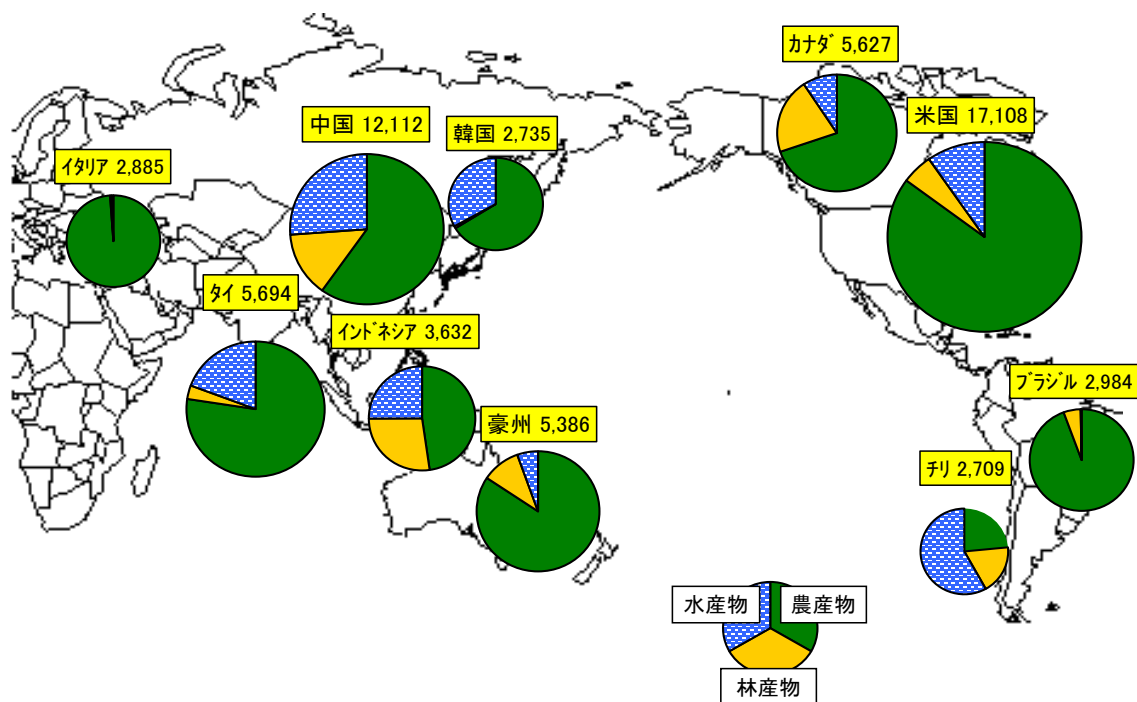 カナダ 5,627
米国 17,108
中国 12,112
韓国 2,735
イタリア 2,885
タイ 5,694
インドネシア 3,632
豪州 5,386
ブラジル 2,984
チリ 2,709
水産物
農産物
林産物